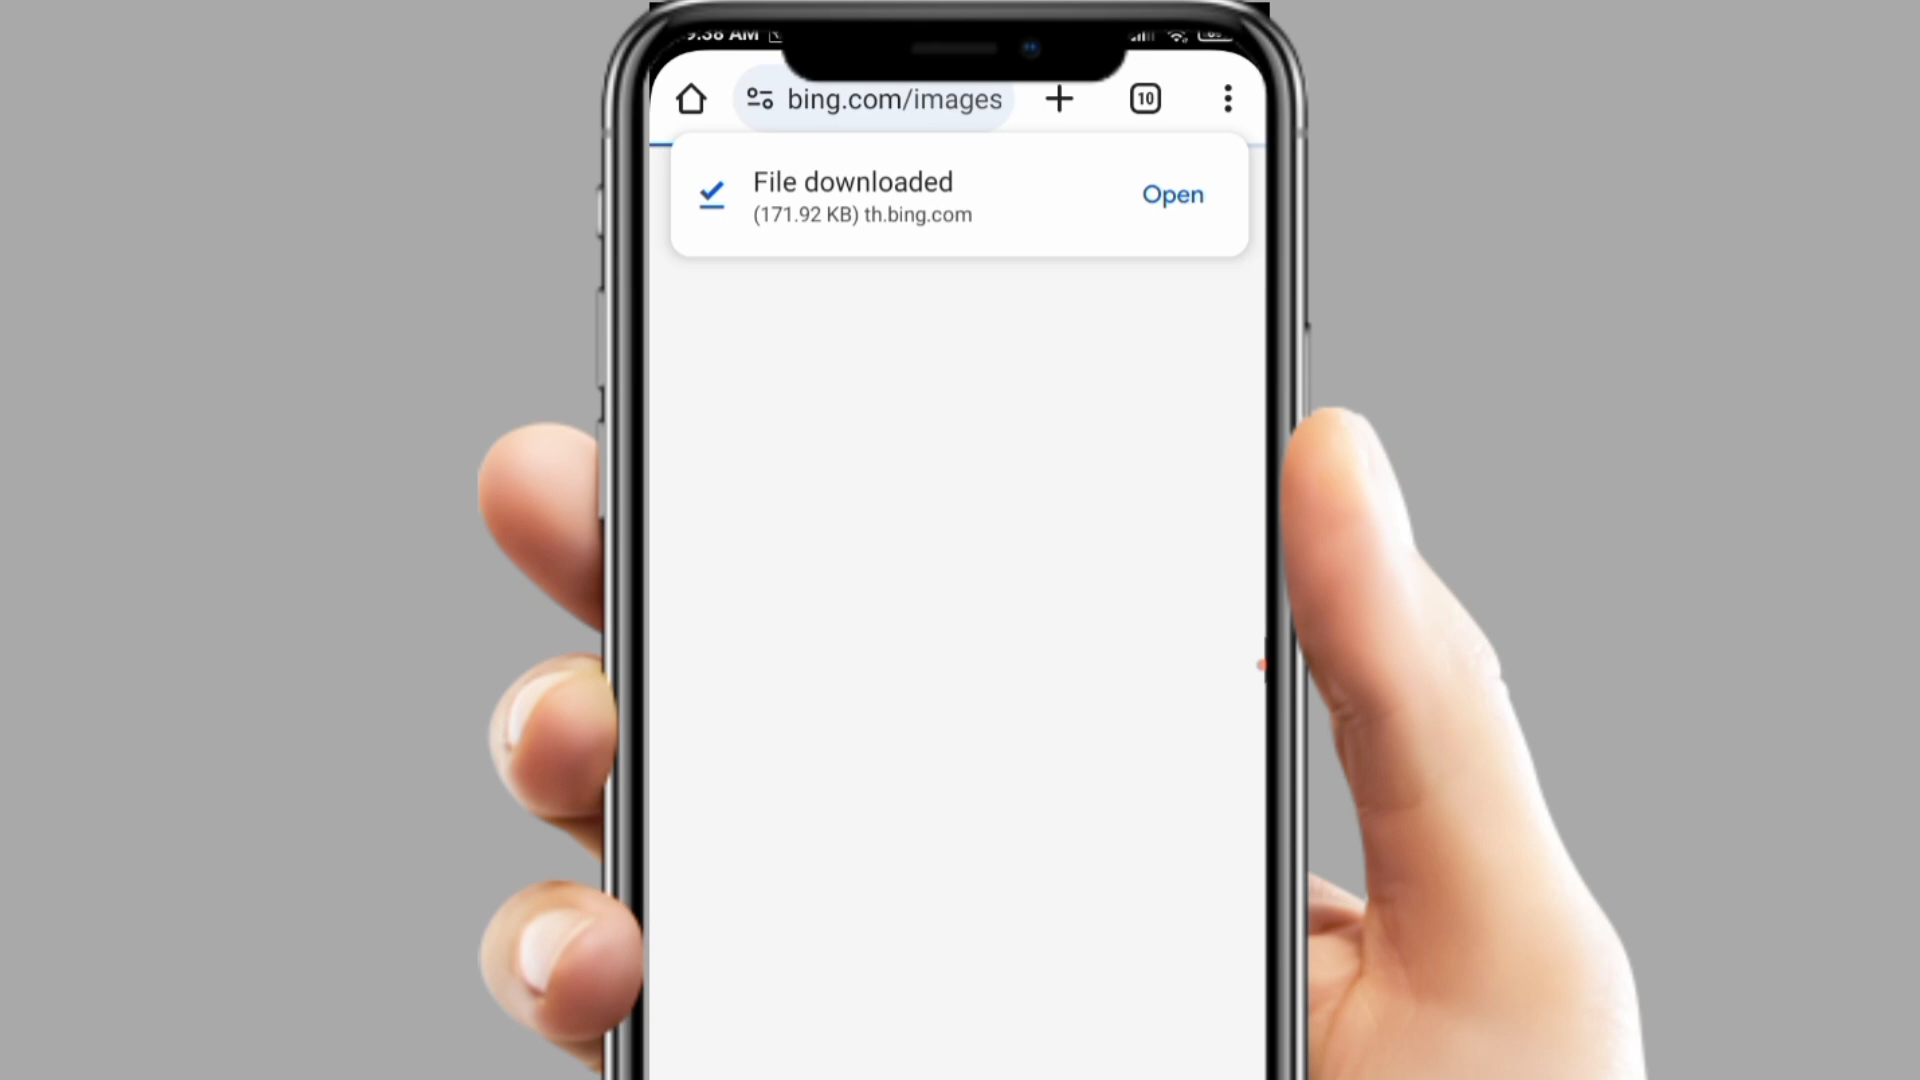 9:38 AM
bing.com/images
10
File downloaded
(171.92 KB) th.bing.com
Open